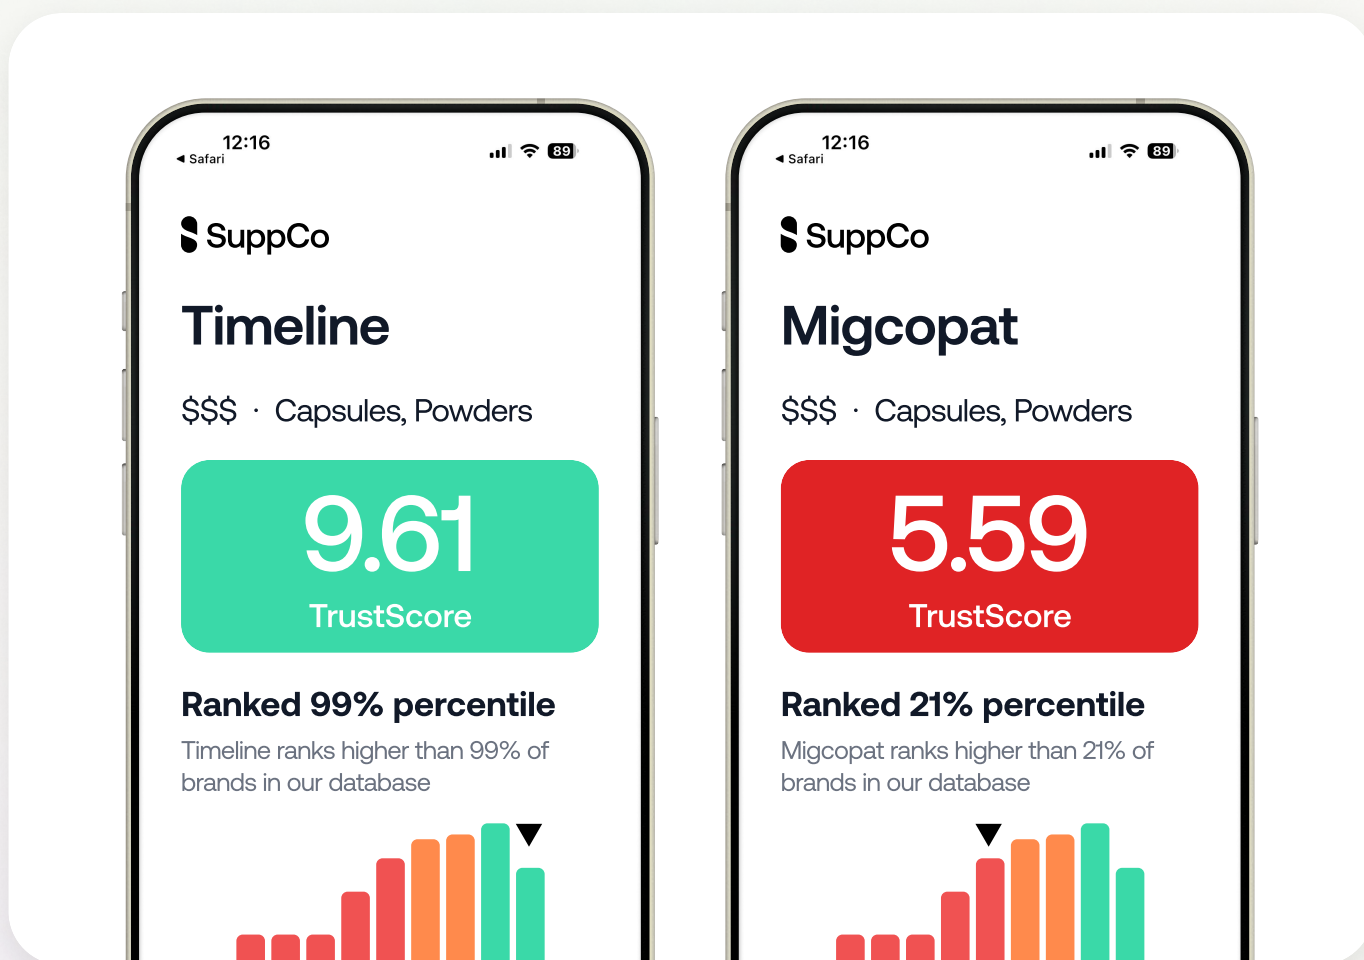 12:16
Safari
89
SuppCo
Timeline
$$$ · Capsules, Powders
9.61
TrustScore
Ranked 99% percentile
Timeline ranks higher than 99% of
brands in our database
12:16
Safari
89
SuppCo
Migcopat
$$$ · Capsules, Powders
5.59
TrustScore
Ranked 21% percentile
Migcopat ranks higher than 21% of
brands in our database